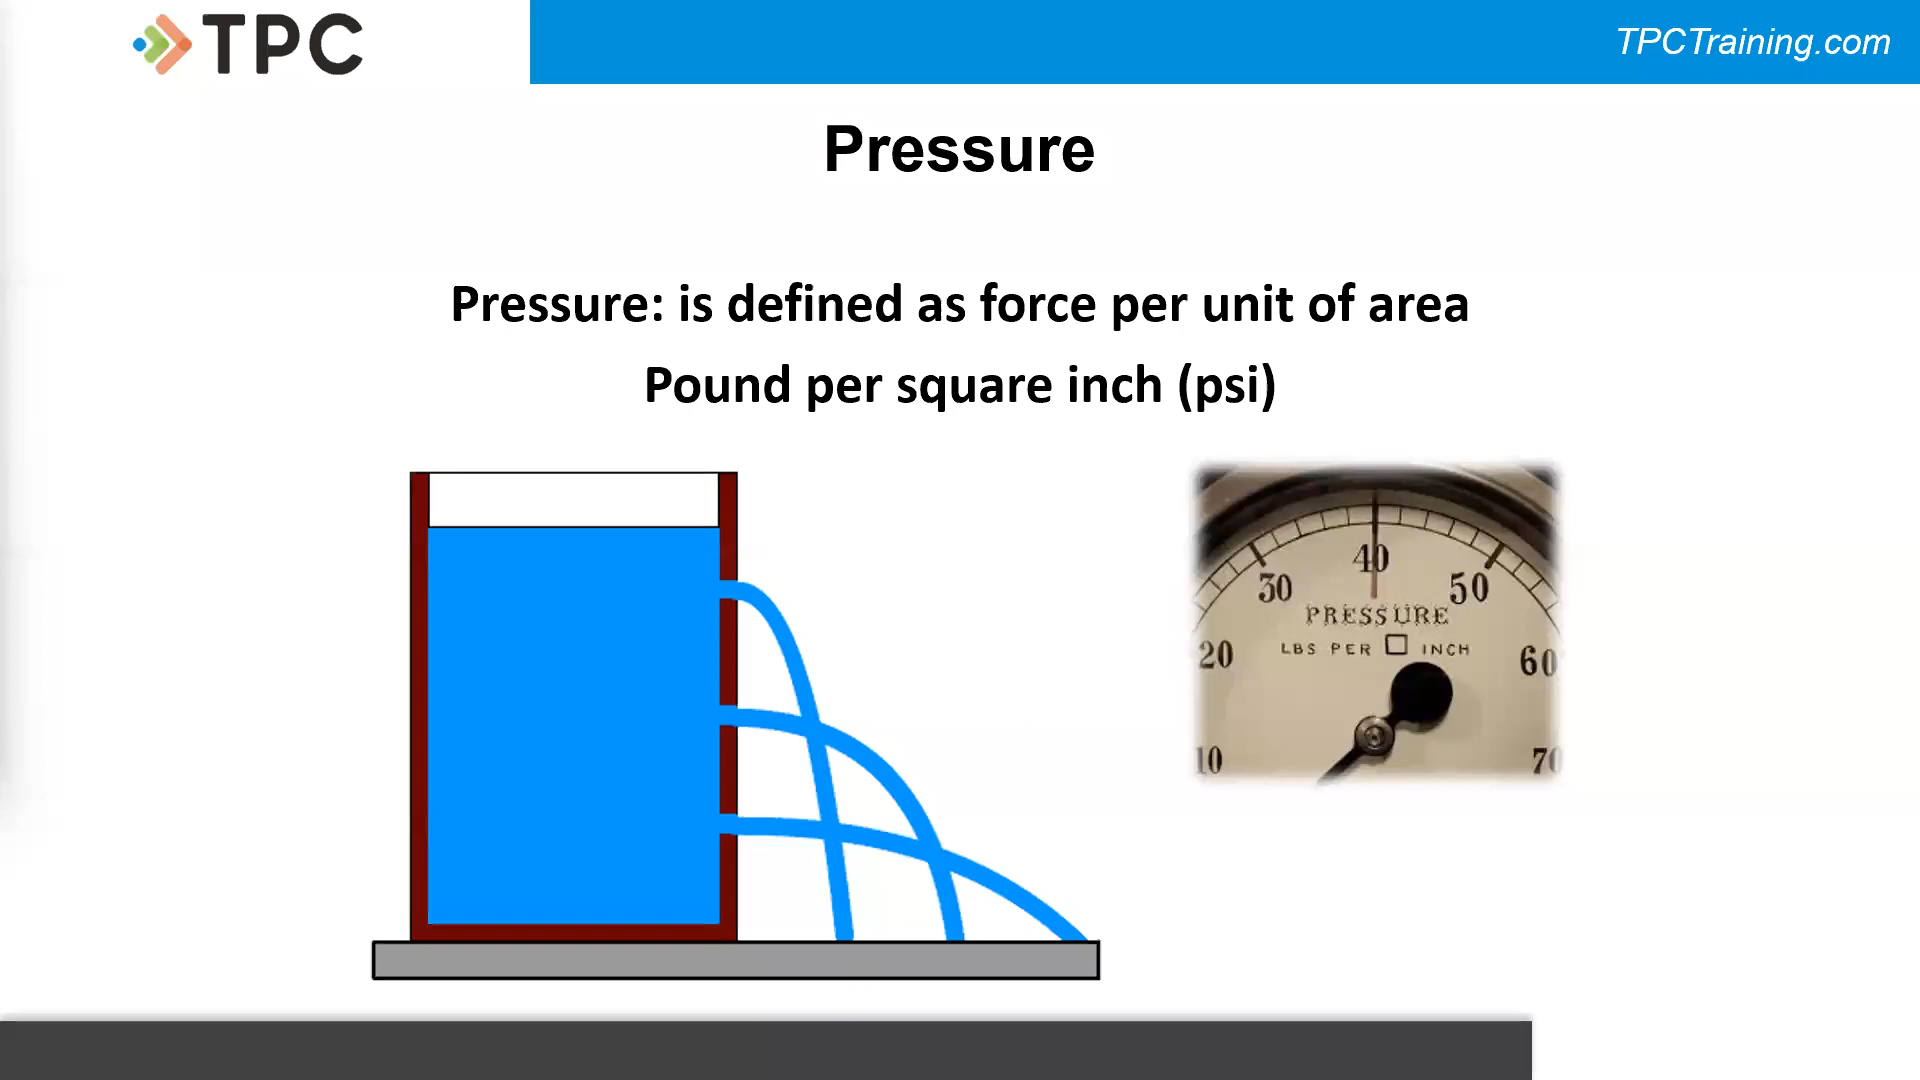 TPC
TPCTraining.com
Pressure
Pressure: is defined as force per unit of area
Pound per square inch (psi)
40
30
50
PRESSURE
LBS PER □ INCH
20
60
10
70